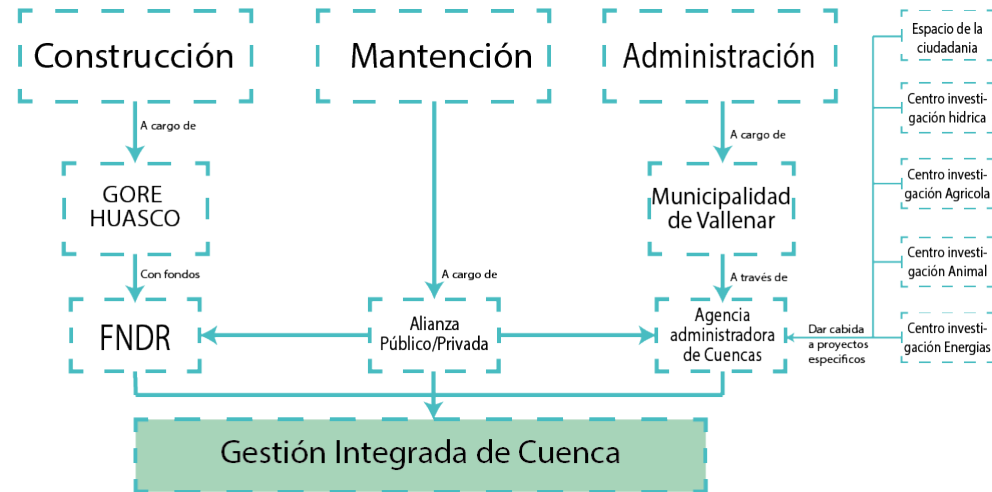 Construcción
Mantención
Administración
Espacio de la
ciudadania
Centro investi-
gación hidrica
A cargo de
A cargo de
Centro investi-
gación Agricola
GORE
HUASCO
Municipalidad
de Vallenar
Centro investi-
gación Animal
Con fondos
A cargo de
A través de
FNDR
Alianza
Público/Privada
Agencia
administradora
de Cuencas
Dar cabida
a proyectos
especificos
Centro investi-
gación Energias
Gestión Integrada de Cuenca